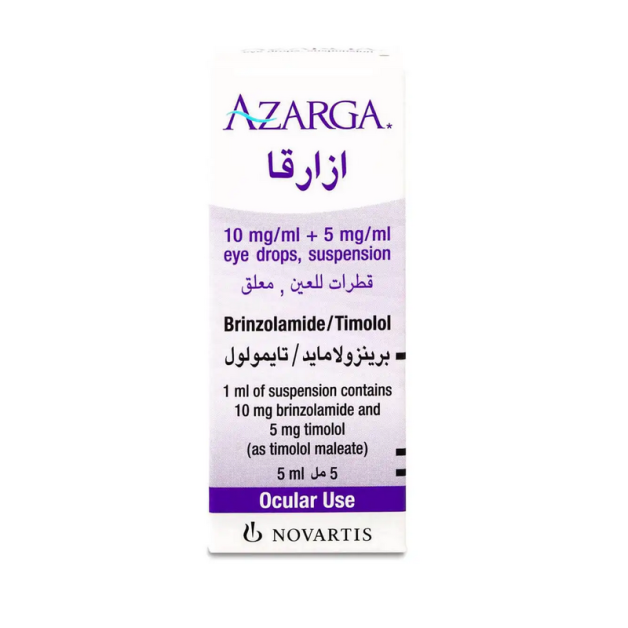 AZARGA*
ازارقا
10 mg/ml + 5 mg/ml
eye drops, suspension
قطرات للعين , معلق
Brinzolamide/Timolol
برينزولامايد/تايمولول
1 ml of suspension contains
10 mg brinzolamide and
5 mg timolol
(as timolol maleate)
5 ml 5 مل
Ocular Use
NOVARTIS